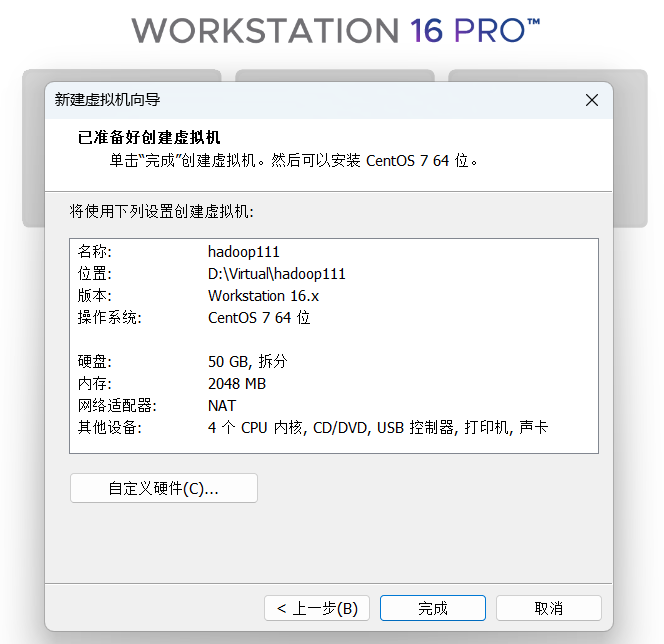 WORKSTATION 16 PRO™
新建虚拟机向导
已准备好创建虚拟机
单击“完成”创建虚拟机。然后可以安装 CentOS 7 64 位。
将使用下列设置创建虚拟机:
名称: hadoop111
位置: D:\Virtual\hadoop111
版本: Workstation 16.x
操作系统: CentOS 7 64 位
硬盘: 50 GB, 拆分
内存: 2048 MB
网络适配器: NAT
其他设备: 4 个 CPU 内核, CD/DVD, USB 控制器, 打印机, 声卡
自定义硬件(C)...
< 上一步(B) 完成 取消